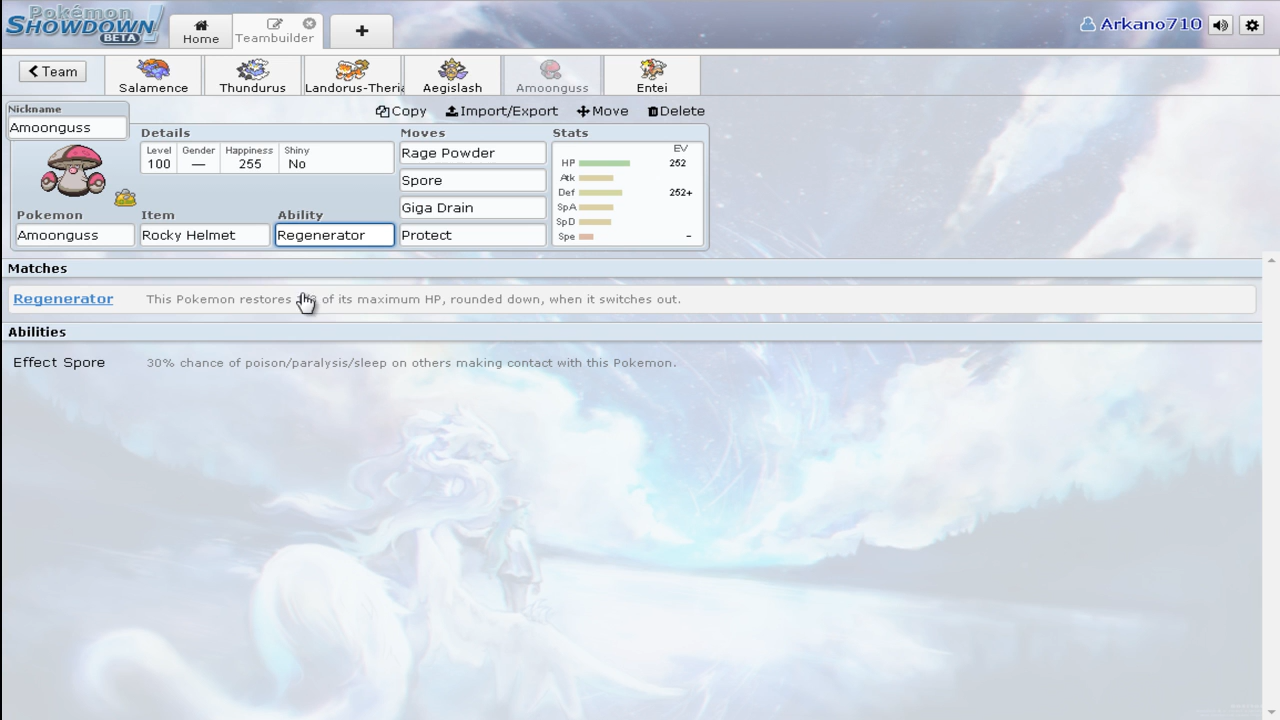 Pokémon
SHOWDOWN!
BETA
Home
Teambuilder
Arkano710
Team
Salamence
Thundurus
Landorus-Theria
Aegislash
Amoonguss
Entei
Nickname
Amoonguss
Copy
Import/Export
Move
Delete
Details
Level
100
Gender
—
Happiness
255
Shiny
No
Pokemon
Amoonguss
Item
Rocky Helmet
Ability
Regenerator
Moves
Rage Powder
Spore
Giga Drain
Protect
Stats
EV
HP 252
Atk
Def 252+
SpA
SpD
Spe -
Matches
Regenerator This Pokemon restores of its maximum HP, rounded down, when it switches out.
Abilities
Effect Spore 30% chance of poison/paralysis/sleep on others making contact with this Pokemon.